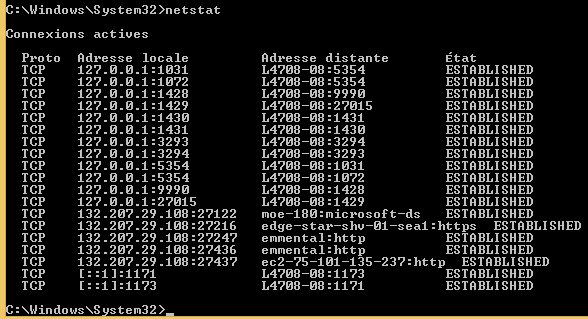 C:\Windows\System32>netstat
Connexions actives
Proto Adresse locale Adresse distante État
TCP 127.0.0.1:1031 L4708-08:5354 ESTABLISHED
TCP 127.0.0.1:1072 L4708-08:5354 ESTABLISHED
TCP 127.0.0.1:1428 L4708-08:9990 ESTABLISHED
TCP 127.0.0.1:1429 L4708-08:27015 ESTABLISHED
TCP 127.0.0.1:1430 L4708-08:1431 ESTABLISHED
TCP 127.0.0.1:1431 L4708-08:1430 ESTABLISHED
TCP 127.0.0.1:3293 L4708-08:3294 ESTABLISHED
TCP 127.0.0.1:3294 L4708-08:3293 ESTABLISHED
TCP 127.0.0.1:5354 L4708-08:1031 ESTABLISHED
TCP 127.0.0.1:5354 L4708-08:1072 ESTABLISHED
TCP 127.0.0.1:9990 L4708-08:1428 ESTABLISHED
TCP 127.0.0.1:27015 L4708-08:1429 ESTABLISHED
TCP 132.207.29.108:27122 moe-180:microsoft-ds ESTABLISHED
TCP 132.207.29.108:27216 edge-star-shv-01-sea1:https ESTABLISHED
TCP 132.207.29.108:27247 emmental:http ESTABLISHED
TCP 132.207.29.108:27436 emmental:http ESTABLISHED
TCP 132.207.29.108:27437 ec2-75-101-135-237:http ESTABLISHED
TCP [::1]:1171 L4708-08:1173 ESTABLISHED
TCP [::1]:1173 L4708-08:1171 ESTABLISHED
C:\Windows\System32>_